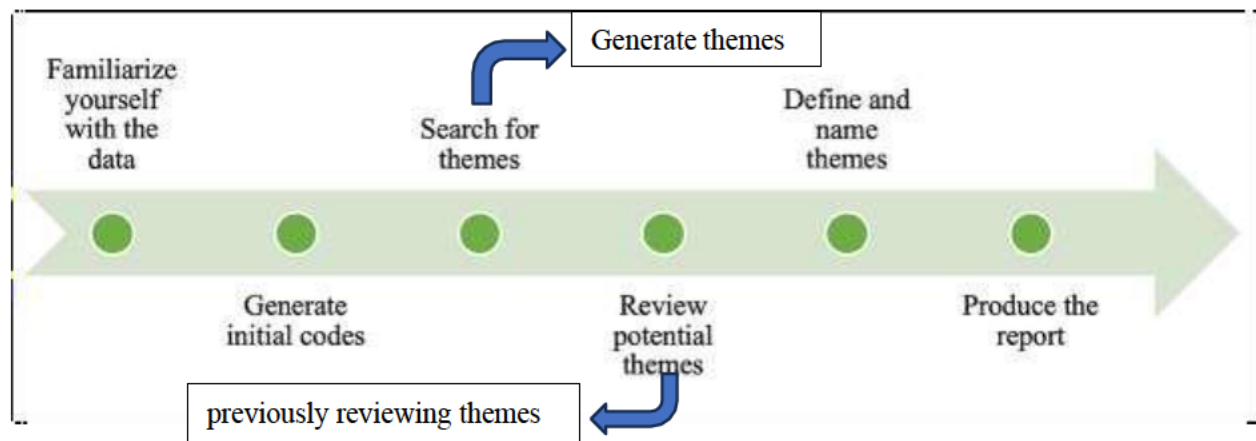 Generate themes
Familiarize
yourself
with the
data
Search for
themes
Define and
name
themes
Generate
initial codes
Review
potential
themes
Produce the
report
previously reviewing themes